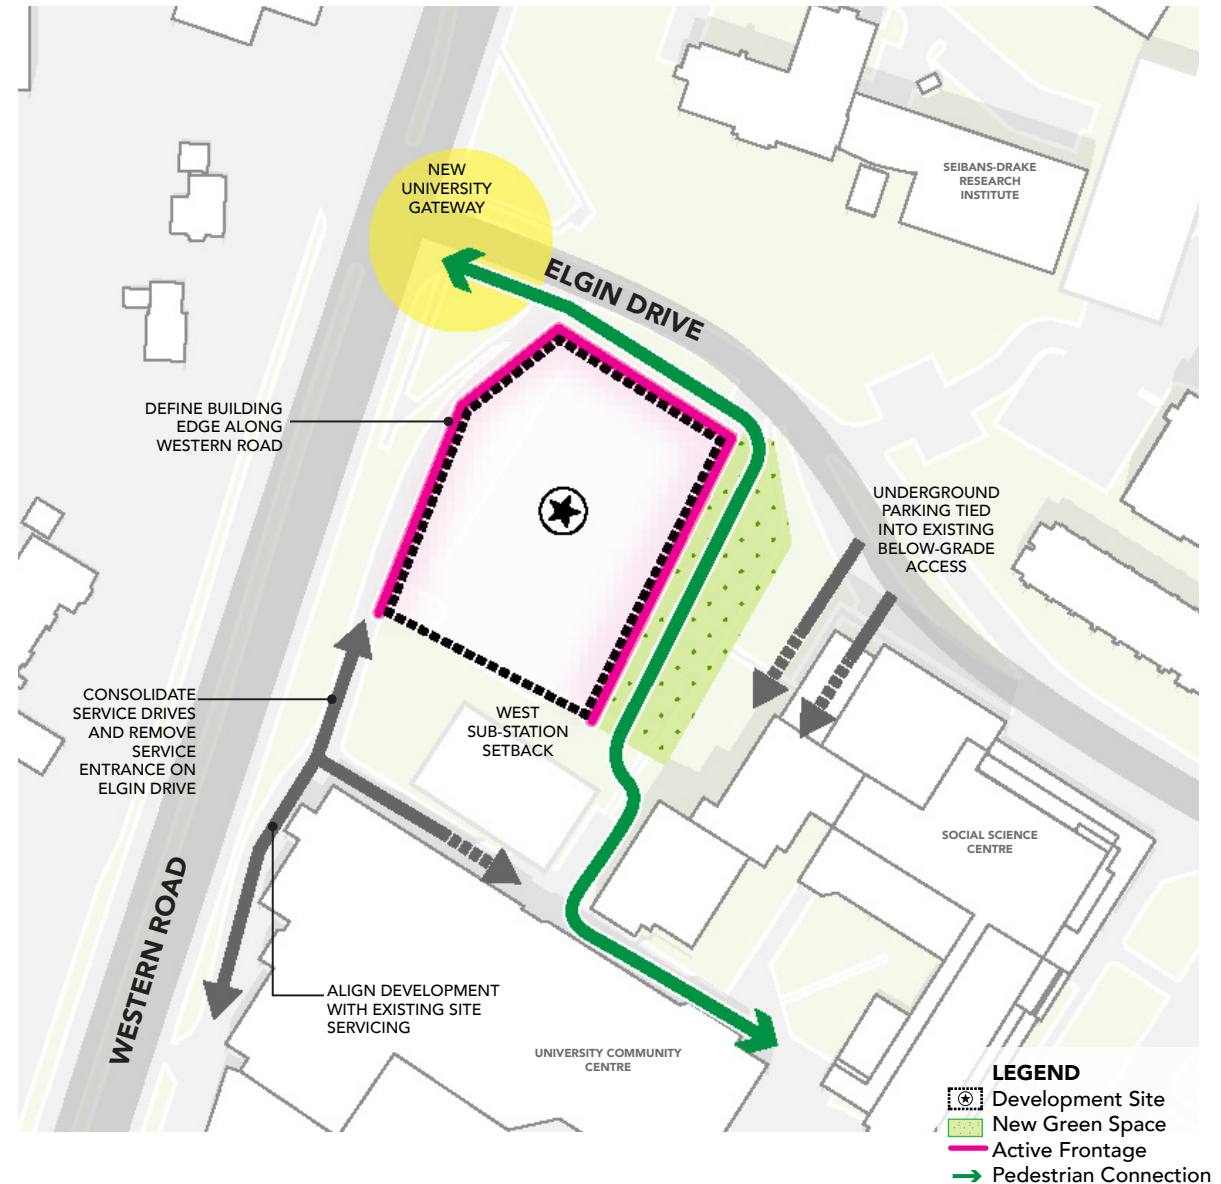 NEW
UNIVERSITY
GATEWAY
SEIBANS-DRAKE
RESEARCH
INSTITUTE
ELGIN DRIVE
DEFINE BUILDING
EDGE ALONG
WESTERN ROAD
UNDERGROUND
PARKING TIED
INTO EXISTING
BELOW-GRADE
ACCESS
CONSOLIDATE
SERVICE DRIVES
AND REMOVE
SERVICE
ENTRANCE ON
ELGIN DRIVE
WEST
SUB-STATION
SETBACK
SOCIAL SCIENCE
CENTRE
WESTERN ROAD
ALIGN DEVELOPMENT
WITH EXISTING SITE
SERVICING
UNIVERSITY COMMUNITY
CENTRE
LEGEND
Development Site
New Green Space
Active Frontage
Pedestrian Connection